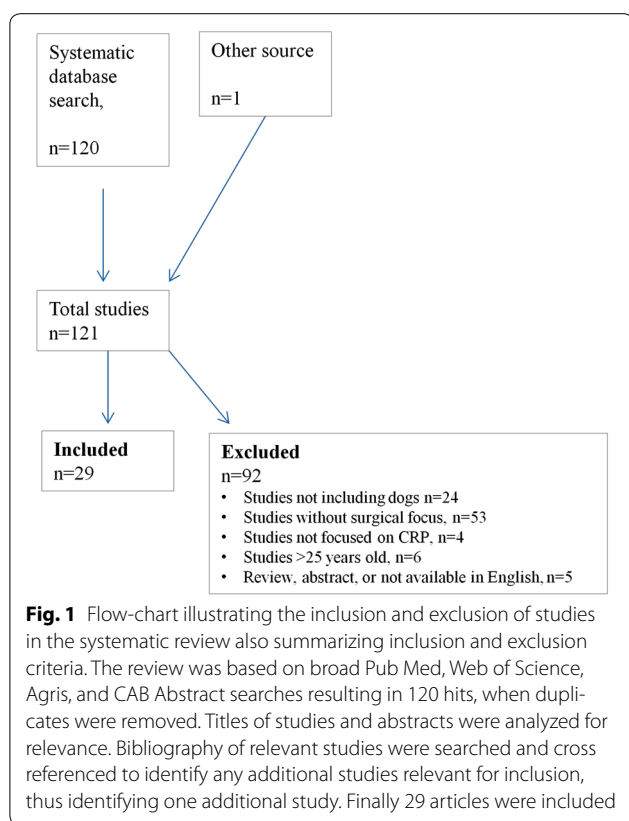 Systematic
database
search,
n=120
Other source
n=1
Total studies
n=121
Included
n=29
Excluded
n=92
• Studies not including dogs n=24
• Studies without surgical focus, n=53
• Studies not focused on CRP, n=4
• Studies >25 years old, n=6
• Review, abstract, or not available in English, n=5
Fig. 1 Flow-chart illustrating the inclusion and exclusion of studies
in the systematic review also summarizing inclusion and exclusion
criteria. The review was based on broad Pub Med, Web of Science,
Agris, and CAB Abstract searches resulting in 120 hits, when dupli-
cates were removed. Titles of studies and abstracts were analyzed for
relevance. Bibliography of relevant studies were searched and cross
referenced to identify any additional studies relevant for inclusion,
thus identifying one additional study. Finally 29 articles were included